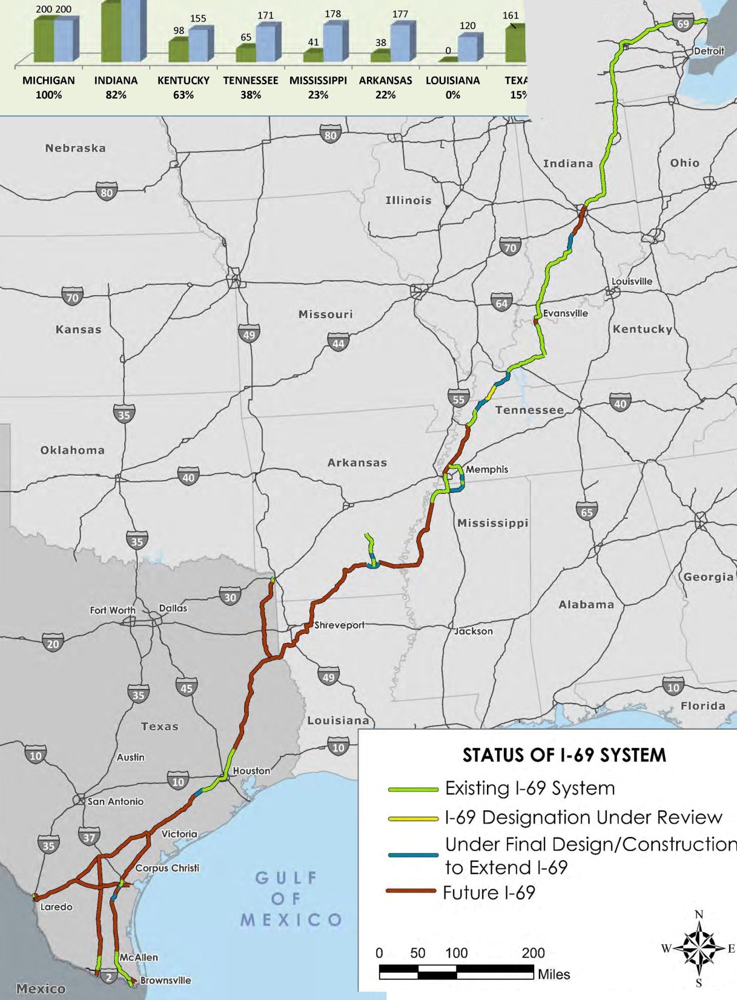 200 200
98 155
65 171
41 178
38 177
0 120
161
MICHIGAN INDIANA KENTUCKY TENNESSEE MISSISSIPPI ARKANSAS LOUISIANA TEXA
100% 82% 63% 38% 23% 22% 0% 15%
69
Detroit
Nebraska
80
Indiana
Ohio
80
Illinois
70
Louisville
70
64
Missouri
Evansville
Kansas
49
44
Kentucky
55
40
35
Tennessee
Oklahoma
Arkansas
Memphis
40
65
Mississippi
35
Georgia
30
Fort Worth
Dallas
Alabama
Shreveport
Jackson
20
49
35
45
10
Florida
Texas
Louisiana
10
10
Austin
Houston
10
San Antonio
35
37
Victoria
Corpus Christi
Laredo
GULF
OF
MEXICO
McAllen
2
Brownsville
Mexico
STATUS OF I-69 SYSTEM
Existing I-69 System
I-69 Designation Under Review
Under Final Design/Construction
to Extend I-69
Future I-69
N
W E
S
0 50 100 200
Miles